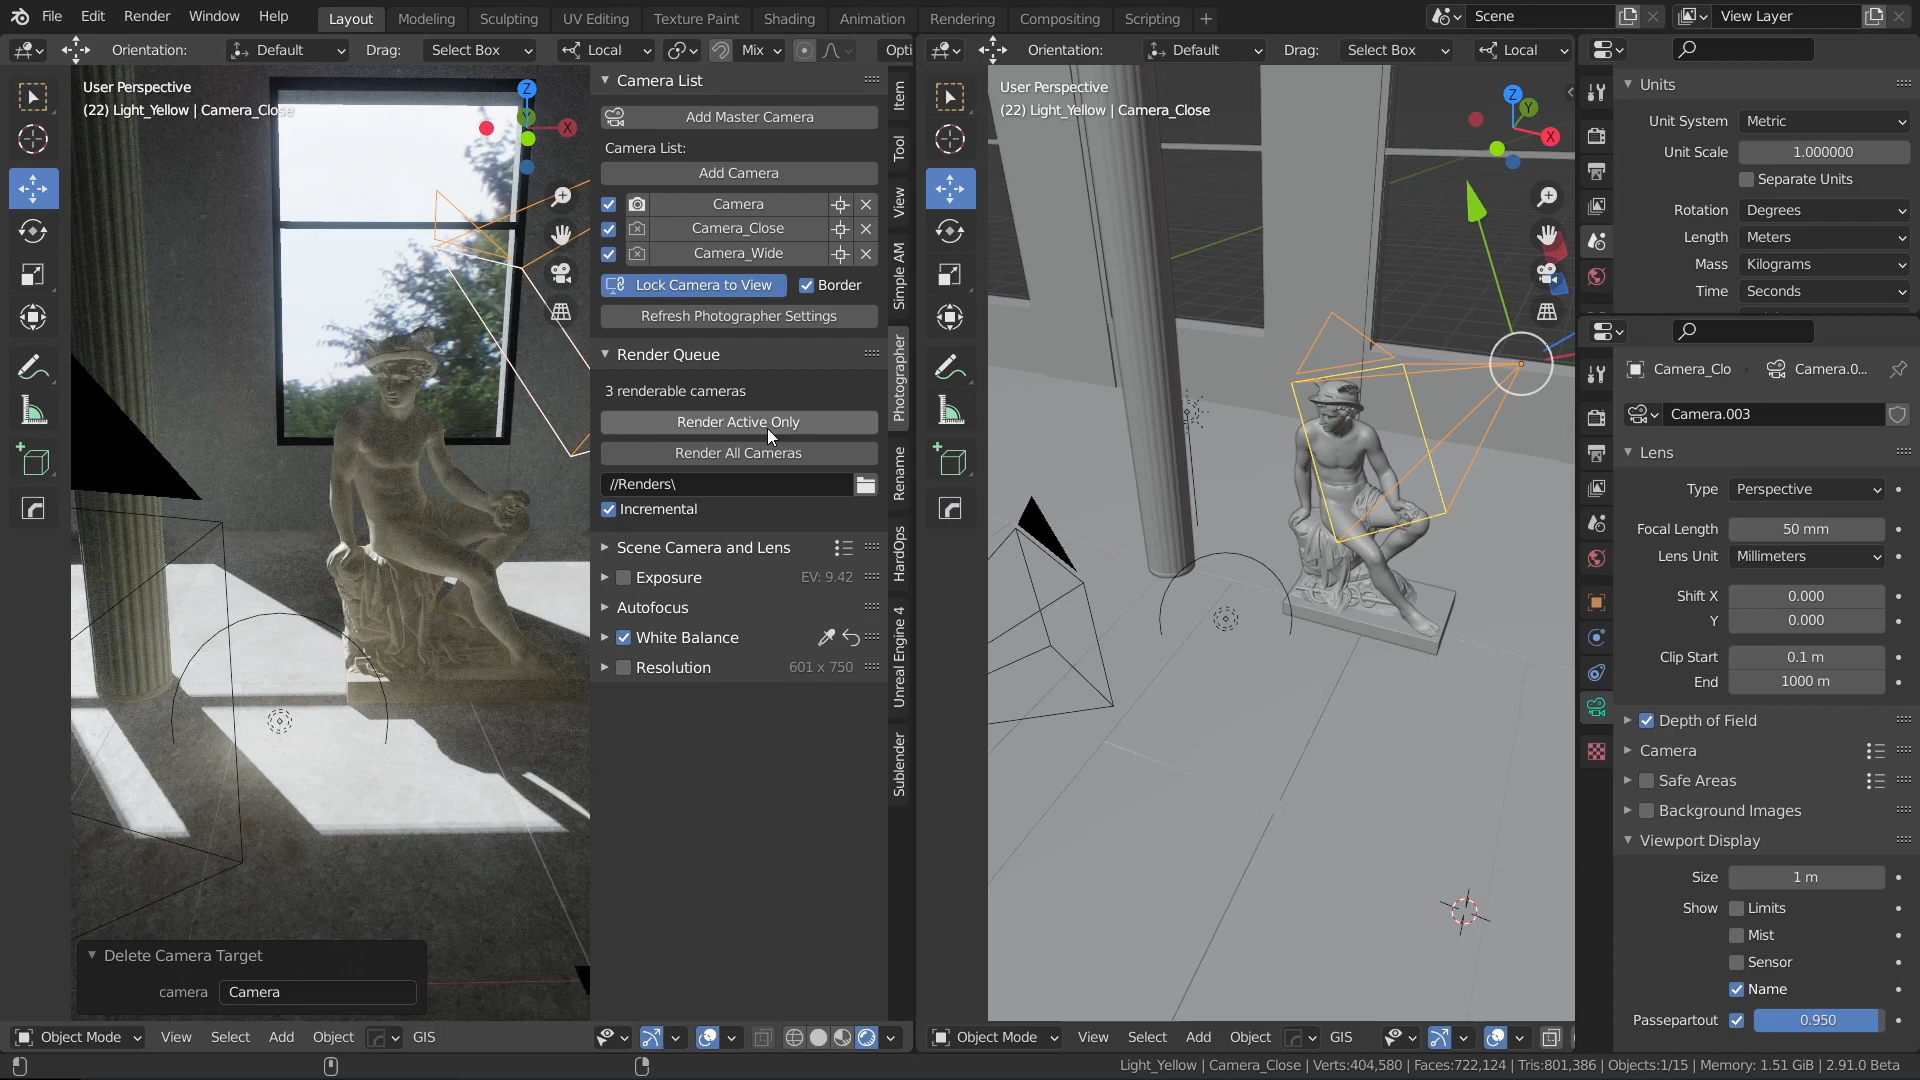 File Edit Render Window Help Layout Modeling Sculpting UV Editing Texture Paint Shading Animation Rendering Compositing Scripting + Scene View Layer
Orientation: Default Drag: Select Box Local Mix Opti
Orientation: Default Drag: Select Box Local
User Perspective
(22) Light_Yellow | Camera_Close
Z
Y
X
Camera List
Add Master Camera
Camera List:
Add Camera
Camera
Camera_Close
Camera_Wide
Lock Camera to View Border
Refresh Photographer Settings
Render Queue
3 renderable cameras
Render Active Only
Render All Cameras
//Renders\
Incremental
Scene Camera and Lens
Exposure EV: 9.42
Autofocus
White Balance
Resolution 601 x 750
Item
Tool
View
Simple AM
Photographer
Rename
HardOps
Unreal Engine 4
Sublender
Delete Camera Target
camera Camera
Object Mode View Select Add Object GIS
User Perspective
(22) Light_Yellow | Camera_Close
Z
Y
X
Object Mode View Select Add Object GIS
Units
Unit System Metric
Unit Scale 1.000000
Separate Units
Rotation Degrees
Length Meters
Mass Kilograms
Time Seconds
Camera_Clo Camera.0...
Camera.003
Lens
Type Perspective
Focal Length 50 mm
Lens Unit Millimeters
Shift X 0.000
Y 0.000
Clip Start 0.1 m
End 1000 m
Depth of Field
Camera
Safe Areas
Background Images
Viewport Display
Size 1 m
Show Limits
Mist
Sensor
Name
Passepartout 0.950
Light_Yellow | Camera_Close | Verts:404,580 | Faces:722,124 | Tris:801,386 | Objects:1/15 | Memory: 1.51 GiB | 2.91.0 Beta